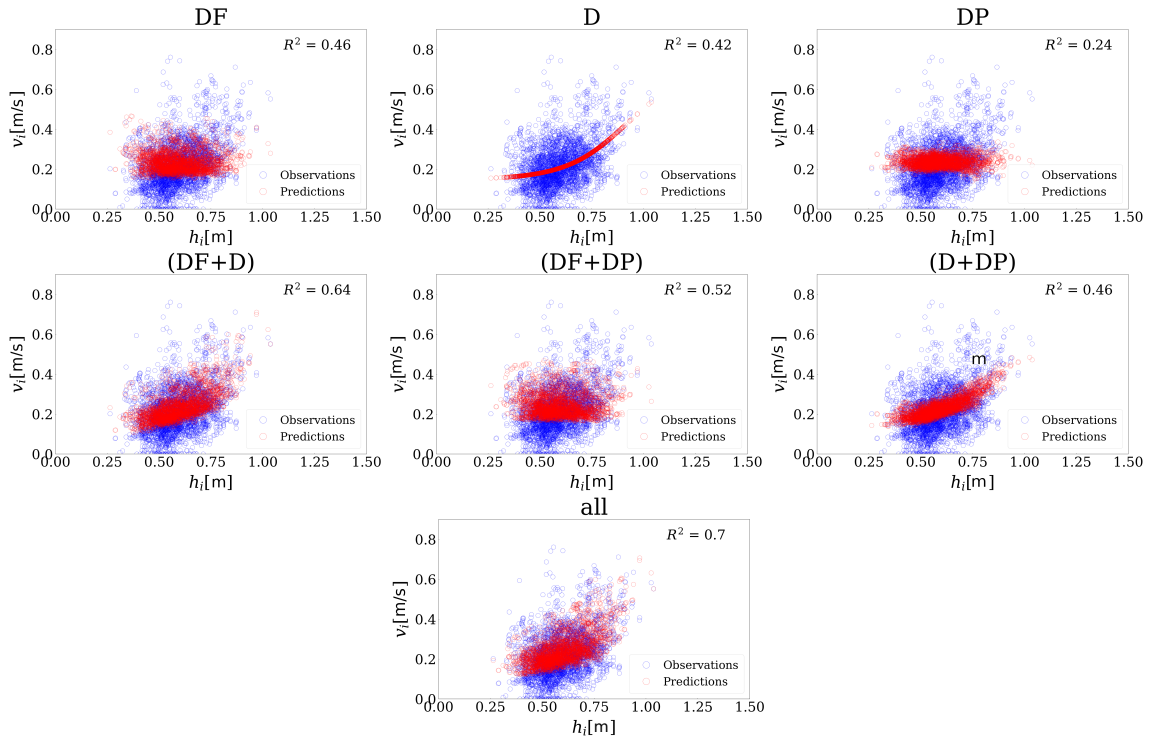 DF
R² = 0.46
0.8
0.6
0.4
0.2
0.0
vᵢ[m/s]
Observations
Predictions
0.00 0.25 0.50 0.75 1.00 1.25 1.50
hᵢ[m]
D
R² = 0.42
0.8
0.6
0.4
0.2
0.0
vᵢ[m/s]
Observations
Predictions
0.00 0.25 0.50 0.75 1.00 1.25 1.50
hᵢ[m]
DP
R² = 0.24
0.8
0.6
0.4
0.2
0.0
vᵢ[m/s]
Observations
Predictions
0.00 0.25 0.50 0.75 1.00 1.25 1.50
hᵢ[m]
(DF+D)
R² = 0.64
0.8
0.6
0.4
0.2
0.0
vᵢ[m/s]
Observations
Predictions
0.00 0.25 0.50 0.75 1.00 1.25 1.50
hᵢ[m]
(DF+DP)
R² = 0.52
0.8
0.6
0.4
0.2
0.0
vᵢ[m/s]
Observations
Predictions
0.00 0.25 0.50 0.75 1.00 1.25 1.50
hᵢ[m]
(D+DP)
R² = 0.46
0.8
0.6
m
0.4
0.2
0.0
vᵢ[m/s]
Observations
Predictions
0.00 0.25 0.50 0.75 1.00 1.25 1.50
hᵢ[m]
all
R² = 0.7
0.8
0.6
0.4
0.2
0.0
vᵢ[m/s]
Observations
Predictions
0.00 0.25 0.50 0.75 1.00 1.25 1.50
hᵢ[m]